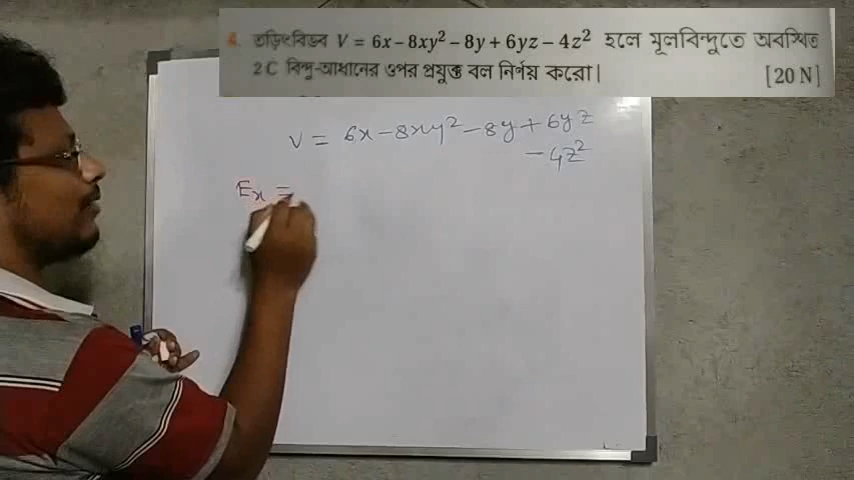 4. তড়িৎবিভব V = 6x – 8xy² – 8y + 6yz – 4z² হলে মূলবিন্দুতে অবস্থিত
2 C বিন্দু-আধানের ওপর প্রযুক্ত বল নির্ণয় করো। [20 N]
V = 6x – 8xy² – 8y + 6yz
– 4z²
Ex =